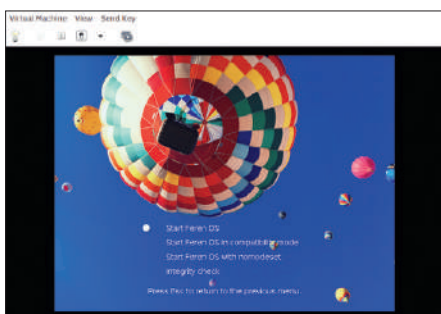 Virtual Machine View Send Key
Start Feren OS
Start Feren OS in compatibility mode
Start Feren OS with nomodeset
Integrity check
Press Esc to return to the previous menu